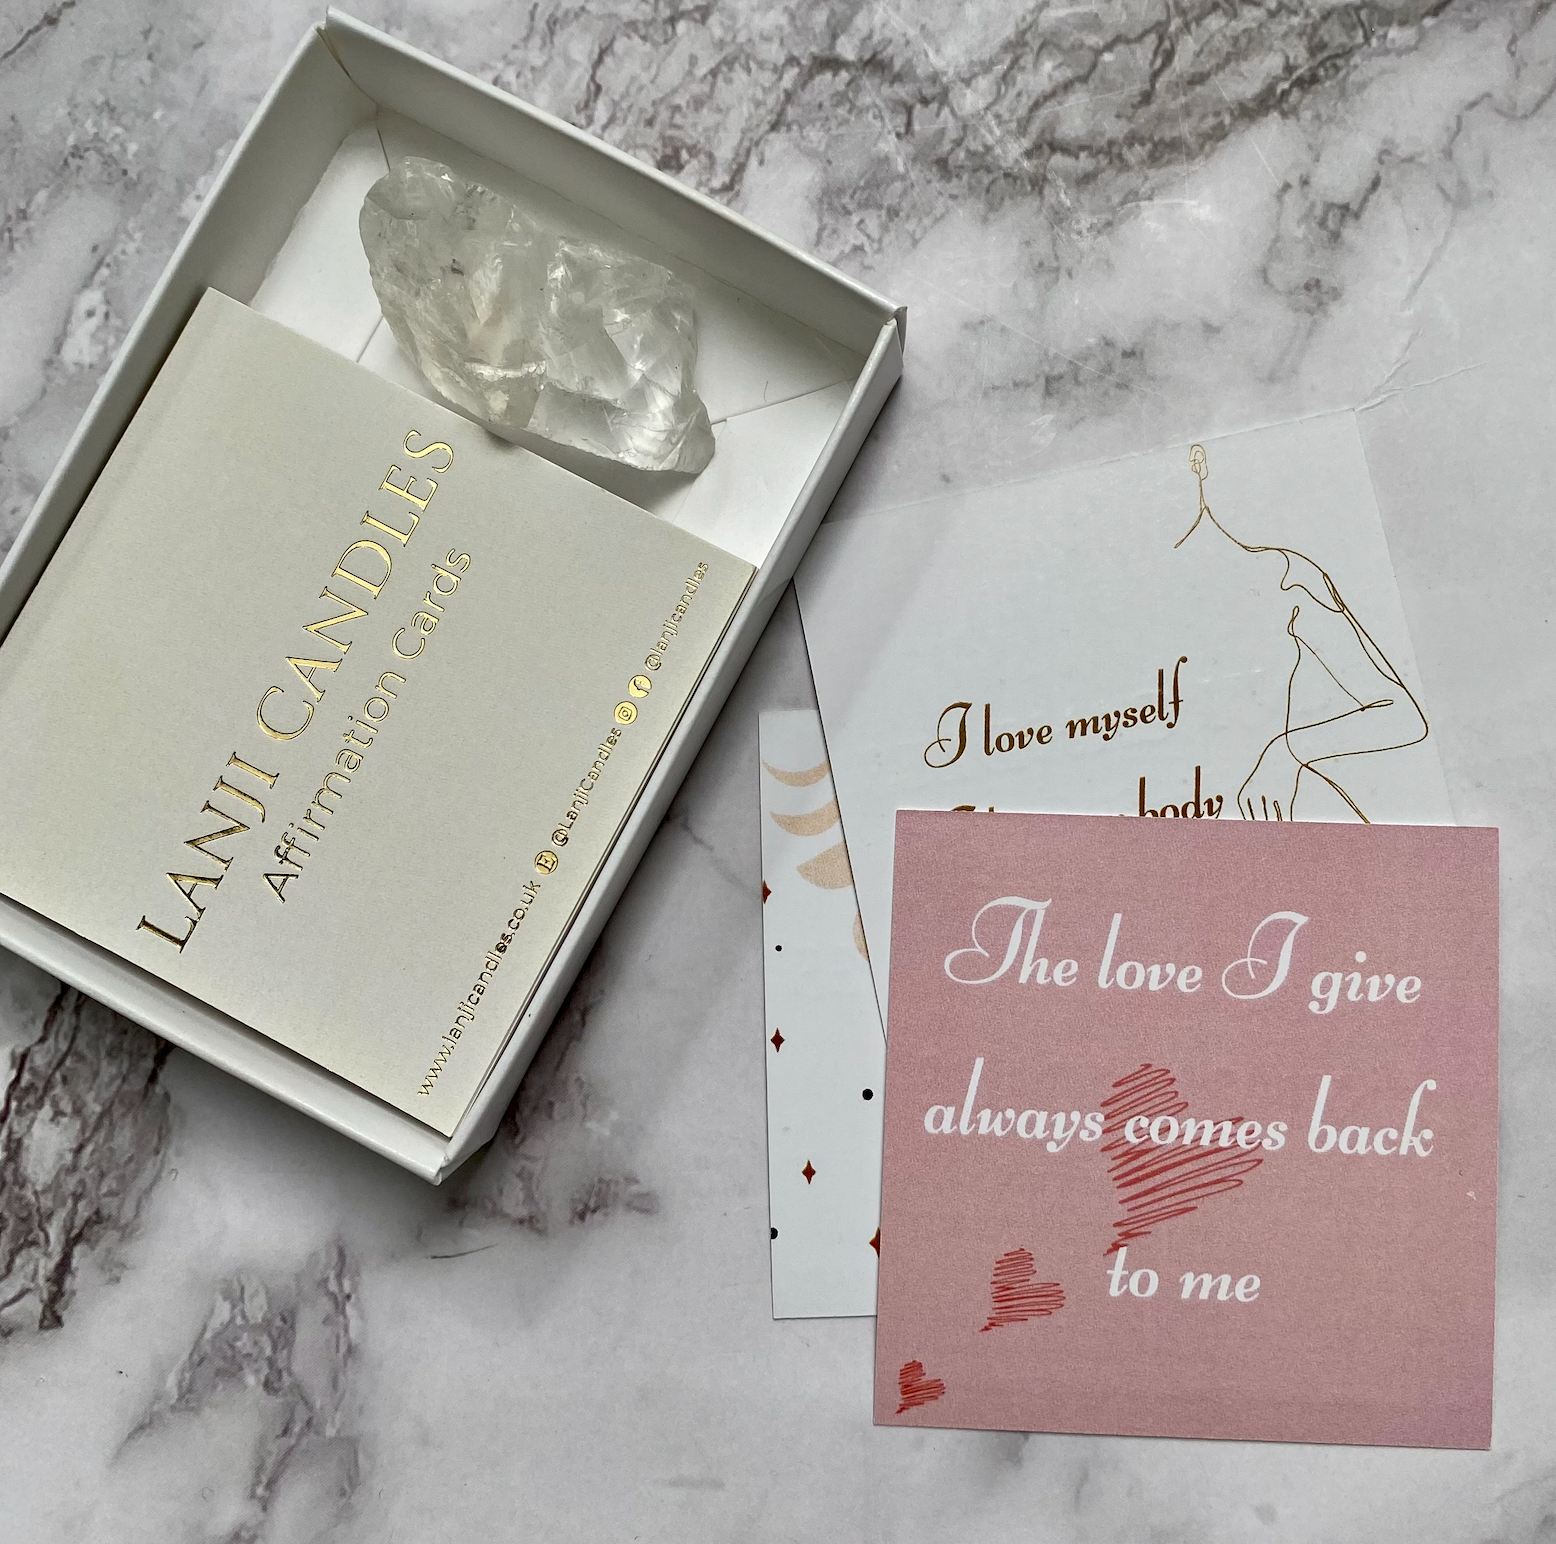 LANJI CANDLES
Affirmation Cards
www.lanjicandles.co.uk E @LanjiCandles f @lanjicandles
I love myself
body
The love I give
always comes back
to me